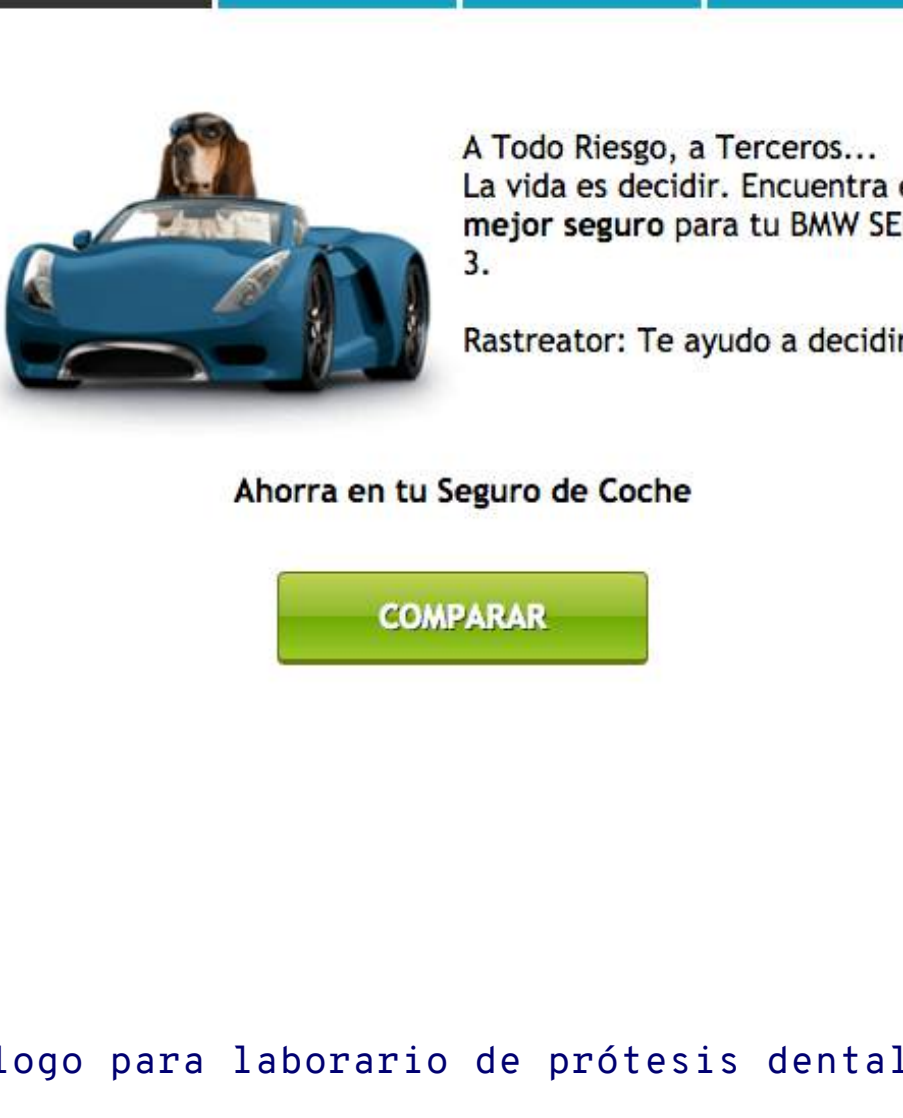 A Todo Riesgo, a Terceros...
La vida es decidir. Encuentra
mejor seguro para tu BMW SE
3.
Rastreator: Te ayudo a decidir
Ahorra en tu Seguro de Coche
COMPARAR
logo para laborario de prótesis dental